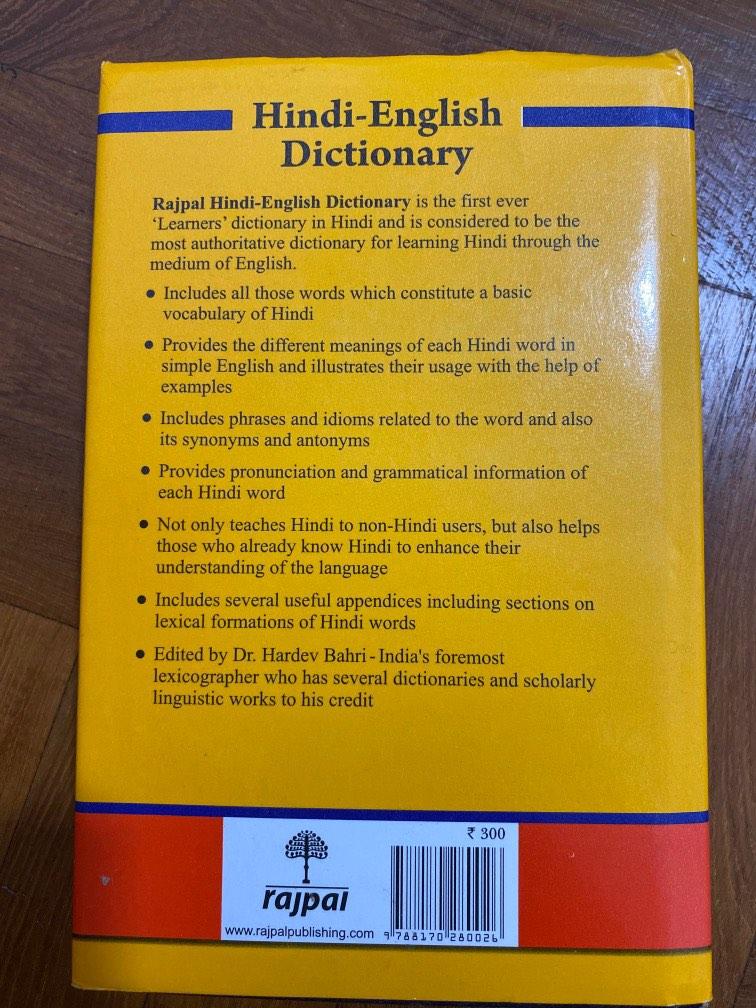 Hindi-English
Dictionary
Rajpal Hindi-English Dictionary is the first ever
‘Learners’ dictionary in Hindi and is considered to be the
most authoritative dictionary for learning Hindi through the
medium of English.
• Includes all those words which constitute a basic
vocabulary of Hindi
• Provides the different meanings of each Hindi word in
simple English and illustrates their usage with the help of
examples
• Includes phrases and idioms related to the word and also
its synonyms and antonyms
• Provides pronunciation and grammatical information of
each Hindi word
• Not only teaches Hindi to non-Hindi users, but also helps
those who already know Hindi to enhance their
understanding of the language
• Includes several useful appendices including sections on
lexical formations of Hindi words
• Edited by Dr. Hardev Bahri - India's foremost
lexicographer who has several dictionaries and scholarly
linguistic works to his credit
₹ 300
rajpal
www.rajpalpublishing.com
9 788170 280026